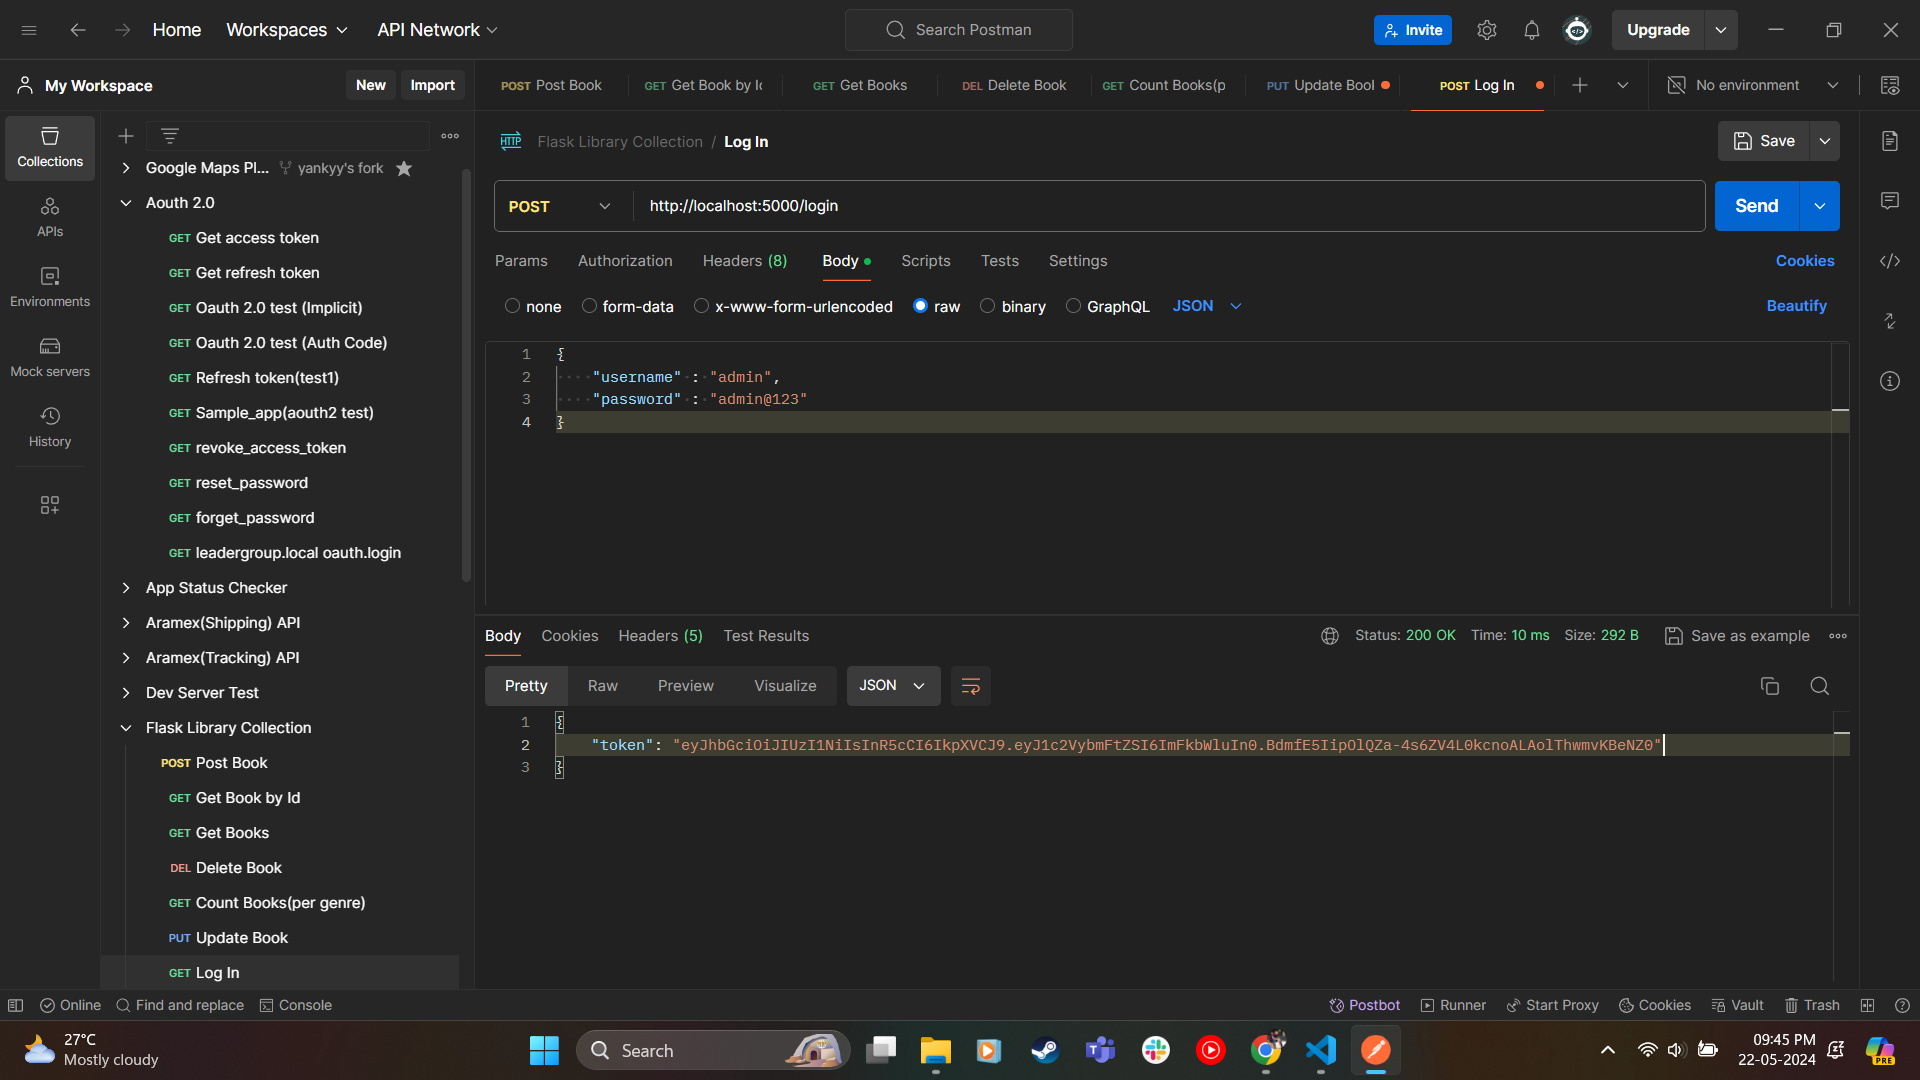 Home
Workspaces
API Network
Search Postman
Invite
Upgrade
My Workspace
New
Import
POST Post Book
GET Get Book by Ic
GET Get Books
DEL Delete Book
GET Count Books(p
PUT Update Bool
POST Log In
No environment
Collections
APIs
Environments
Mock servers
History
Google Maps Pl... yankyy's fork
Aouth 2.0
GET Get access token
GET Get refresh token
GET Oauth 2.0 test (Implicit)
GET Oauth 2.0 test (Auth Code)
GET Refresh token(test1)
GET Sample_app(aouth2 test)
GET revoke_access_token
GET reset_password
GET forget_password
GET leadergroup.local oauth.login
App Status Checker
Aramex(Shipping) API
Aramex(Tracking) API
Dev Server Test
Flask Library Collection
POST Post Book
GET Get Book by Id
GET Get Books
DEL Delete Book
GET Count Books(per genre)
PUT Update Book
GET Log In
HTTP Flask Library Collection / Log In
Save
POST http://localhost:5000/login
Send
Params Authorization Headers (8) Body Scripts Tests Settings
Cookies
none form-data x-www-form-urlencoded raw binary GraphQL JSON
Beautify
1 {
2 "username" : "admin",
3 "password" : "admin@123"
4 }
Body Cookies Headers (5) Test Results
Status: 200 OK Time: 10 ms Size: 292 B
Save as example
Pretty Raw Preview Visualize JSON
1 {
2 "token": "eyJhbGciOiJIUzI1NiIsInR5cCI6IkpXVCJ9.eyJ1c2VybmFtZSI6ImFkbWluIn0.BdmfE5IipOlQZa-4s6ZV4L0kcnoALAolThwmvKBeNZ0"
3 }
Online
Find and replace
Console
Postbot
Runner
Start Proxy
Cookies
Vault
Trash
27°C
Mostly cloudy
Search
09:45 PM
22-05-2024
PRE